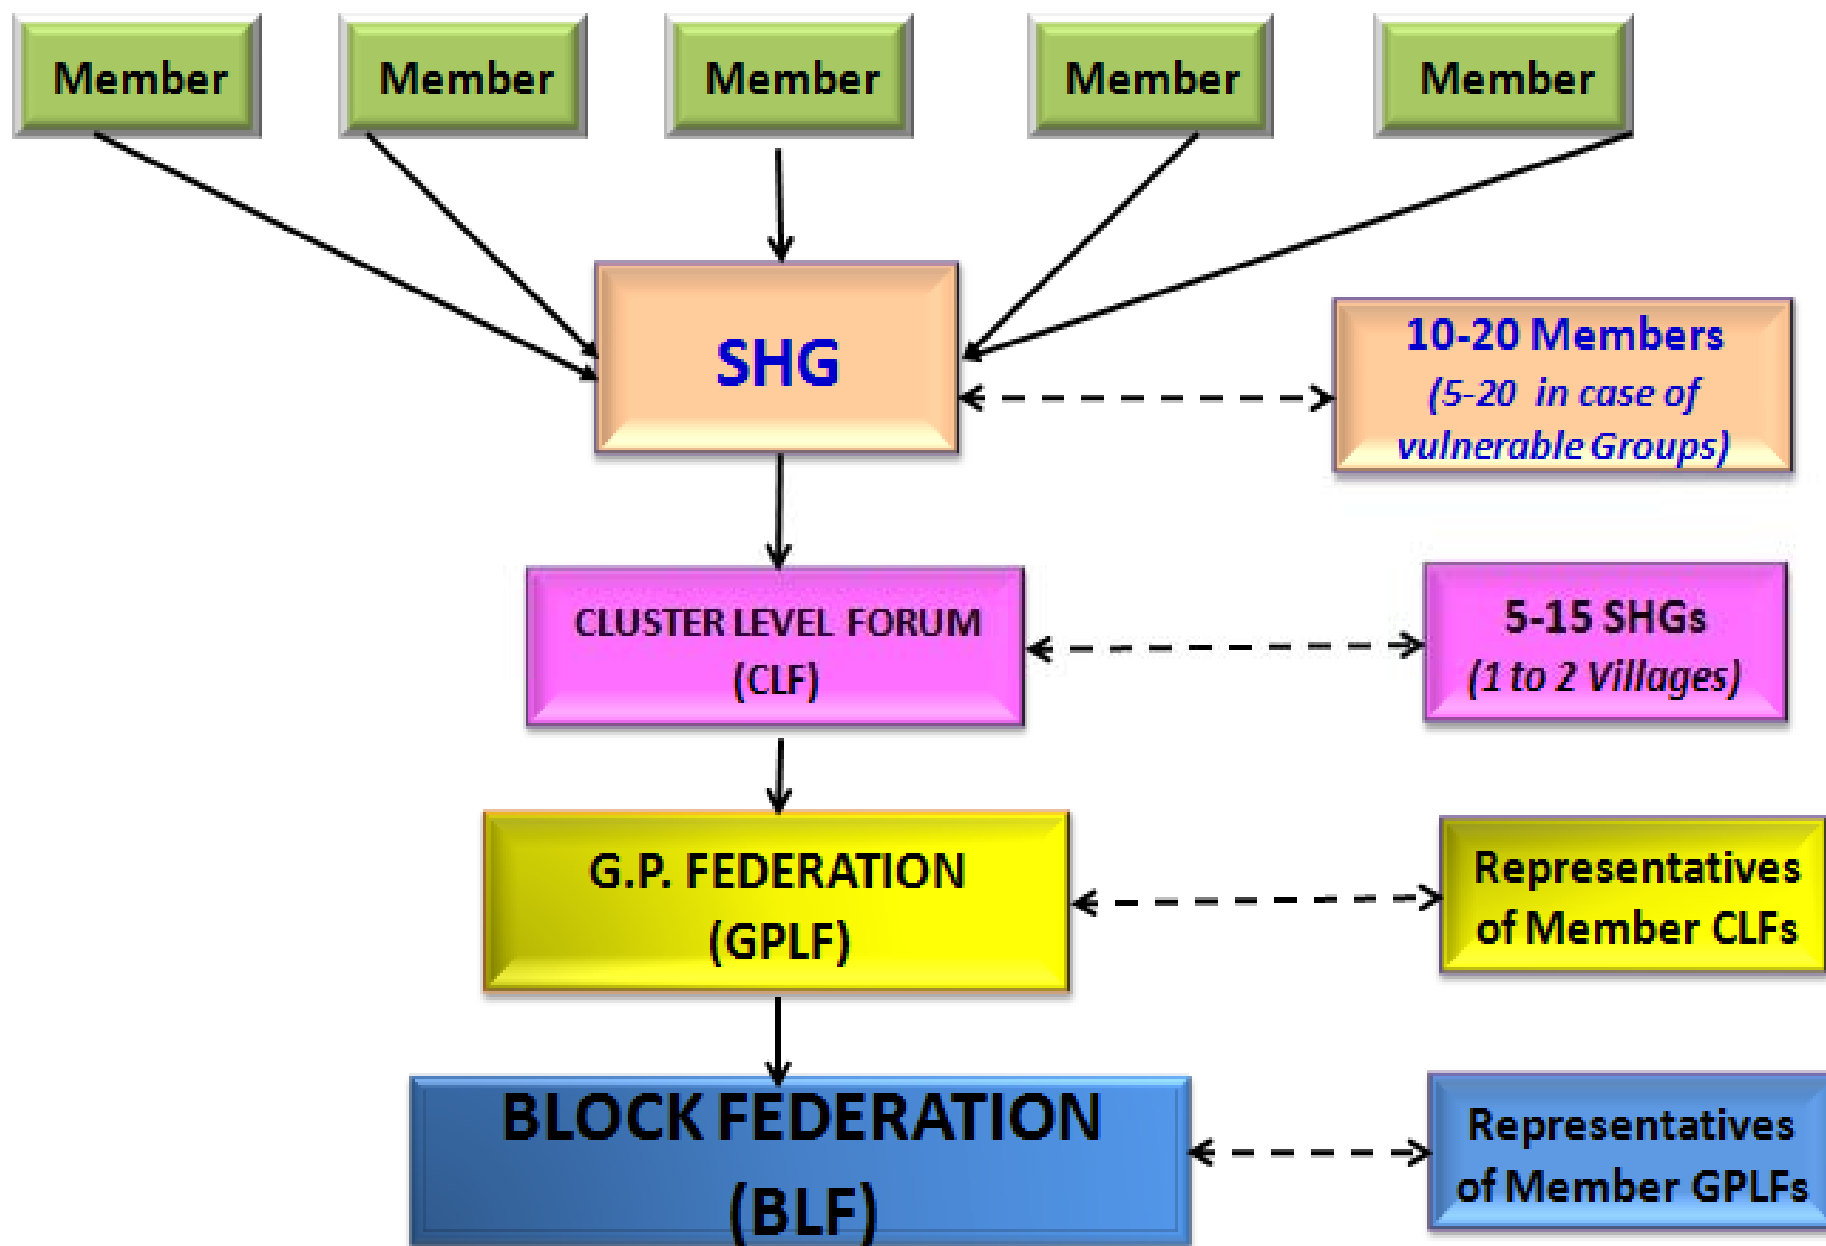 Member
Member
Member
Member
Member
SHG
10-20 Members
(5-20 in case of
vulnerable Groups)
CLUSTER LEVEL FORUM
(CLF)
5-15 SHGs
(1 to 2 Villages)
G.P. FEDERATION
(GPLF)
Representatives
of Member CLFs
BLOCK FEDERATION
(BLF)
Representatives
of Member GPLFs